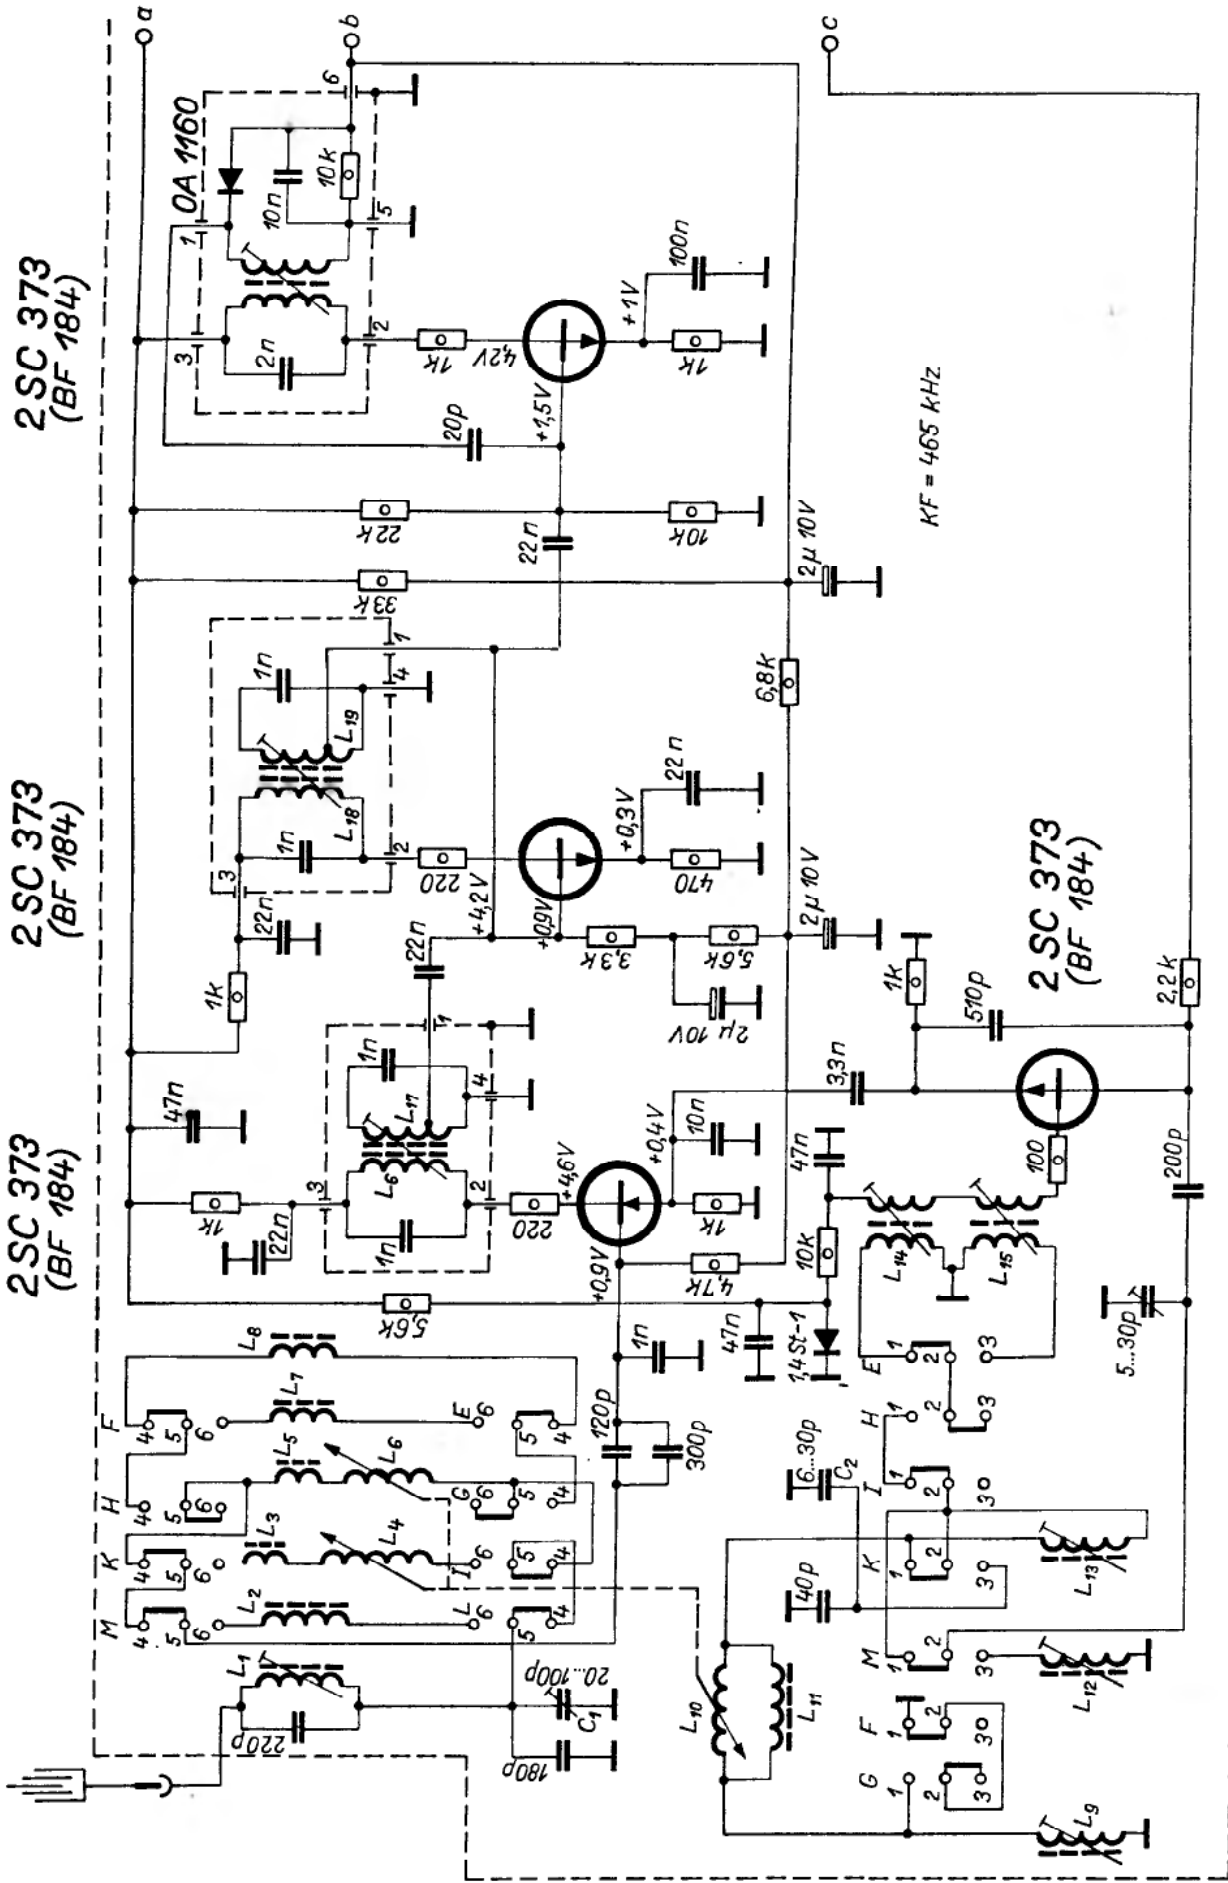 2SC 373
(BF 184)
2SC 373
(BF 184)
2SC 373
(BF 184)
a
b
c
OA 1160
1
3
2
5
6
2n
10n
10k
1k
4,2V
+1V
100n
1k
+1,5V
20p
22k
22n
10k
33k
2µ 10V
6,8k
KF = 465 kHz
1n
1n
L19
L18
1
4
2
3
22n
1k
220
+4,2V
+0,9V
+0,3V
22n
470
22n
3,3k
5,6k
2µ 10V
2µ 10V
47n
1k
22n
3
1n
L6
L17
1n
1
4
2
220
+4,6V
+0,9V
+0,4V
10n
1k
4,7k
3,3n
1k
510p
2SC 373
(BF 184)
2,2k
100
200p
47n
10k
47n
1,4St-1
5,6k
L14
L15
5...30p
E
1
2
3
H
1
2
3
I
1
2
3
K
1
2
3
M
1
2
3
F
1
2
3
G
1
2
3
6...30p
C2
40p
L13
L12
L11
L10
L9
F
4
5
6
H
4
5
6
K
4
5
6
M
4
5
6
L8
L7
L5
L6
L3
L4
L2
L1
E
6
5
4
G
6
5
4
I
6
5
4
L
6
5
4
1n
120p
300p
220p
180p
20...100p
C1